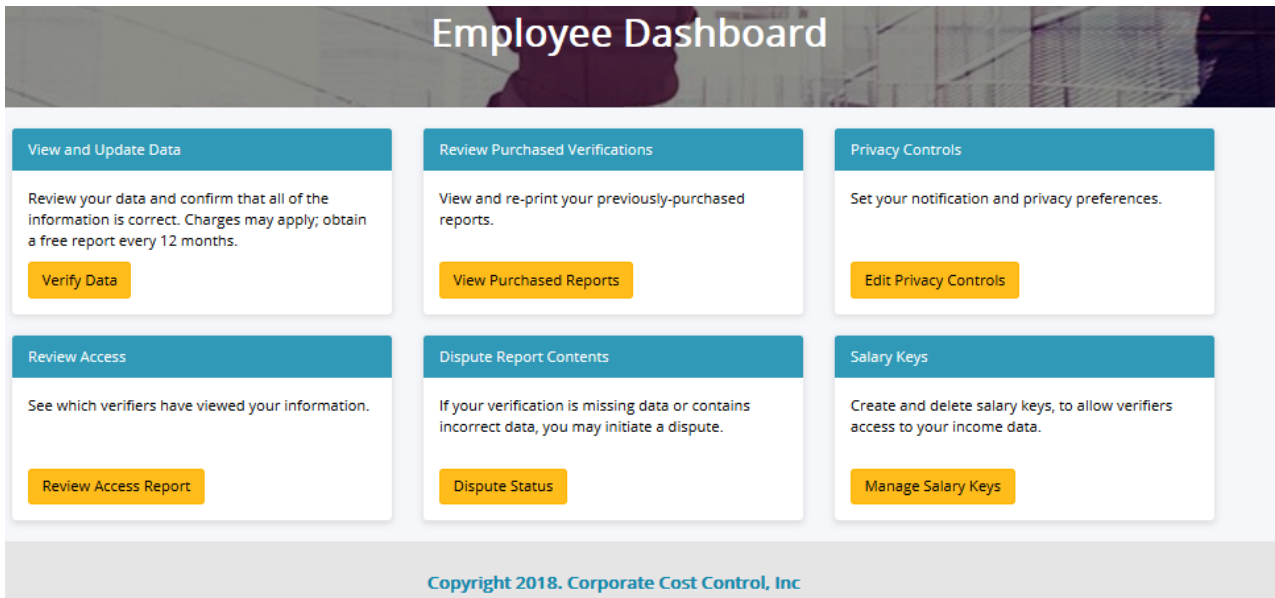 Employee Dashboard
View and Update Data
Review your data and confirm that all of the
information is correct. Charges may apply; obtain
a free report every 12 months.
Verify Data
Review Purchased Verifications
View and re-print your previously-purchased
reports.
View Purchased Reports
Privacy Controls
Set your notification and privacy preferences.
Edit Privacy Controls
Review Access
See which verifiers have viewed your information.
Review Access Report
Dispute Report Contents
If your verification is missing data or contains
incorrect data, you may initiate a dispute.
Dispute Status
Salary Keys
Create and delete salary keys, to allow verifiers
access to your income data.
Manage Salary Keys
Copyright 2018. Corporate Cost Control, Inc